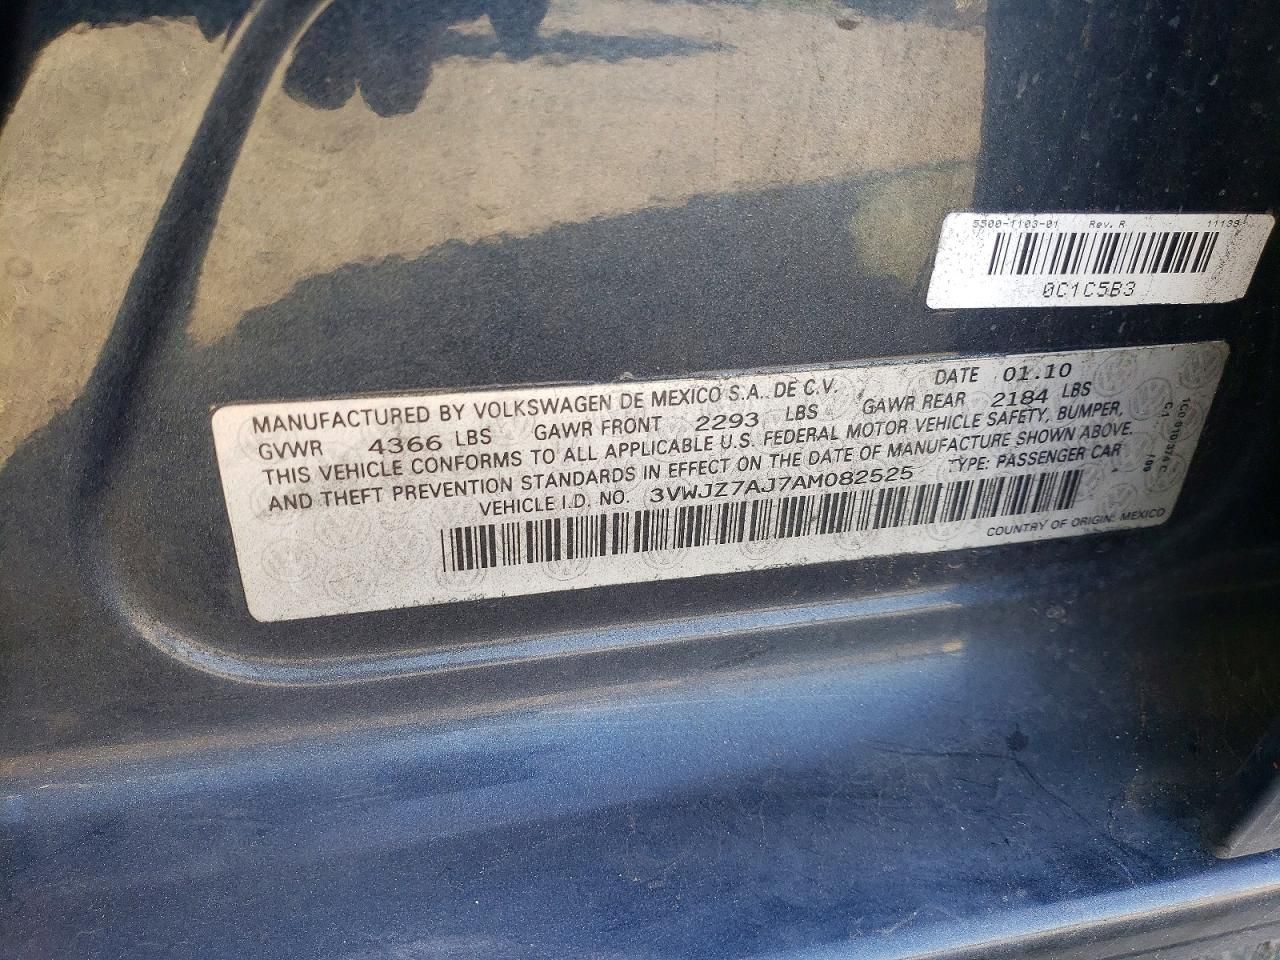 5500-1103-01 Rev. R 11139
0C1C5B3
MANUFACTURED BY VOLKSWAGEN DE MEXICO S.A. DE C.V. DATE 01.10
GVWR 4366 LBS GAWR FRONT 2293 LBS GAWR REAR 2184 LBS
THIS VEHICLE CONFORMS TO ALL APPLICABLE U.S. FEDERAL MOTOR VEHICLE SAFETY, BUMPER,
AND THEFT PREVENTION STANDARDS IN EFFECT ON THE DATE OF MANUFACTURE SHOWN ABOVE.
VEHICLE I.D. NO. 3VWJZ7AJ7AM082525 TYPE: PASSENGER CAR
COUNTRY OF ORIGIN: MEXICO